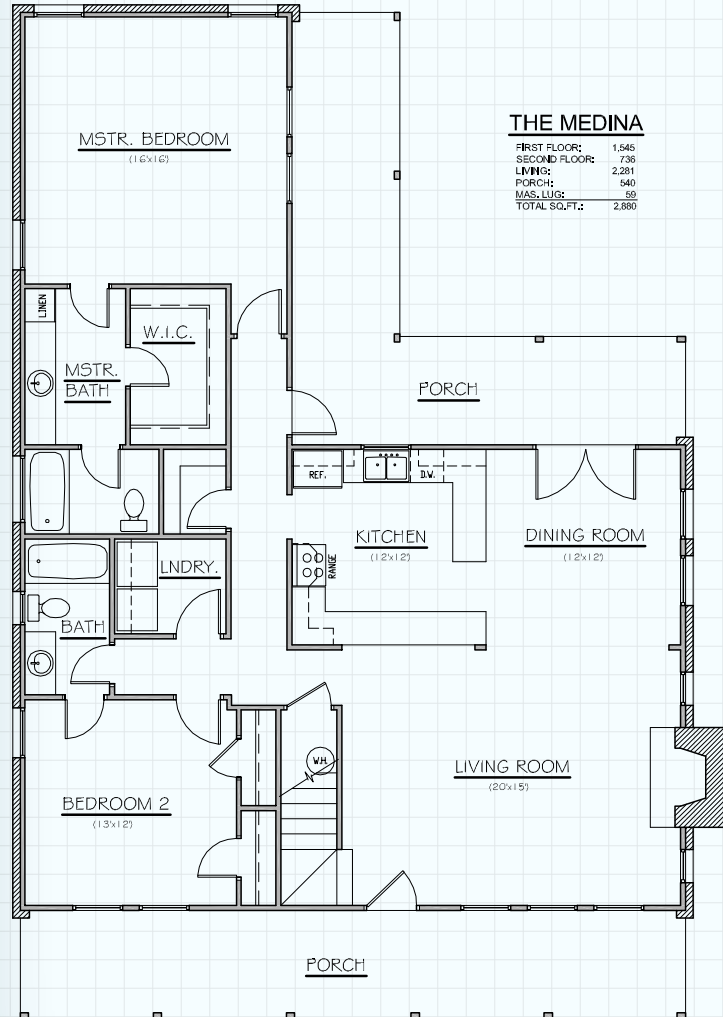 MSTR. BEDROOM
(16'x16')
THE MEDINA
FIRST FLOOR: 1,545
SECOND FLOOR: 736
LIVING: 2,281
PORCH: 540
MAS. LUG: 59
TOTAL SQ.FT.: 2,880
LINEN
W.I.C.
MSTR.
BATH
PORCH
REF.
D.W.
KITCHEN
(12'x12')
DINING ROOM
(12'x12')
RANGE
LNDRY.
BATH
W.H.
LIVING ROOM
(20'x15')
BEDROOM 2
(13'x12')
PORCH